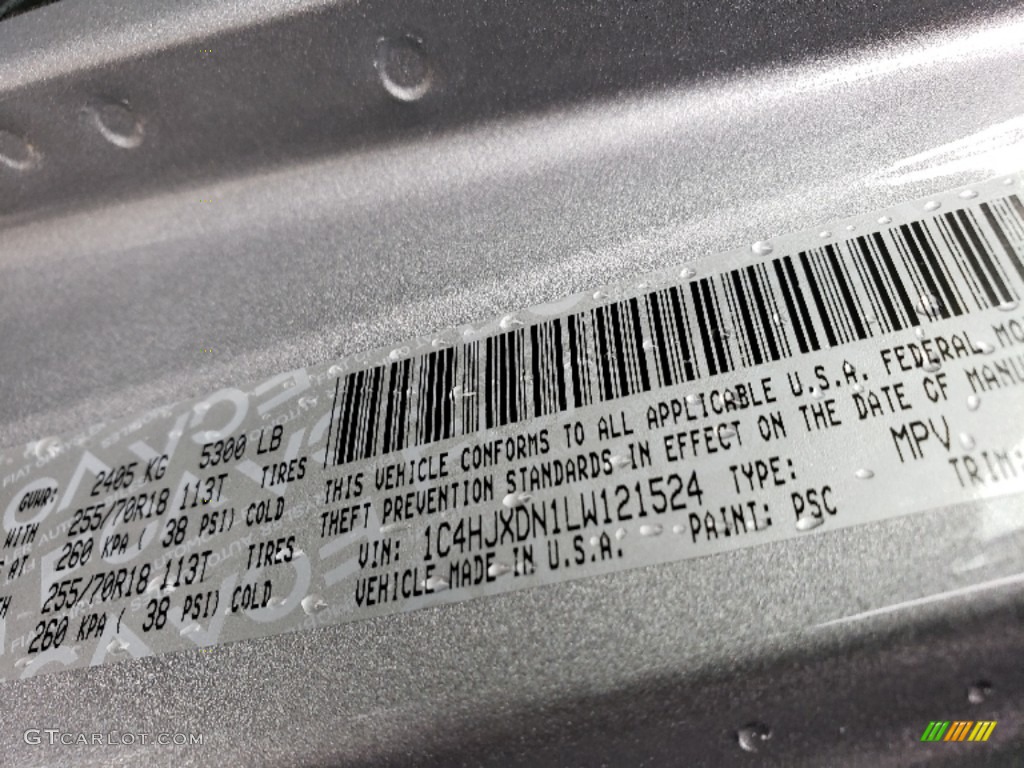 GVWR: 2405 KG 5300 LB
WITH 255/70R18 113T TIRES
AT 260 KPA ( 38 PSI) COLD
255/70R18 113T TIRES
260 KPA ( 38 PSI) COLD
THIS VEHICLE CONFORMS TO ALL APPLICABLE U.S.A. FEDERAL MO
THEFT PREVENTION STANDARDS IN EFFECT ON THE DATE OF MANU
VIN: 1C4HJXDN1LW121524 TYPE: MPV
VEHICLE MADE IN U.S.A. PAINT: PSC TRIM:
GTCARLOT.COM